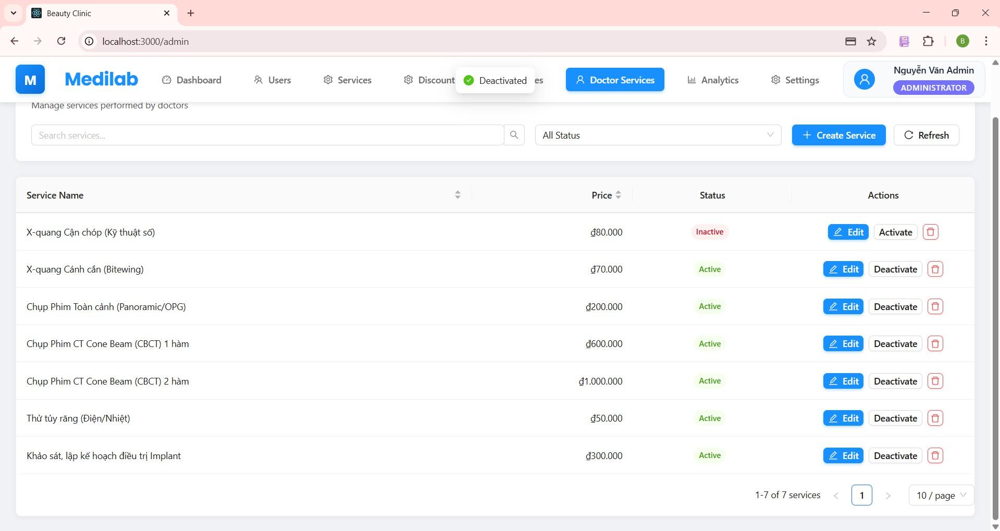 Beauty Clinic
localhost:3000/admin
B
M
Medilab
Dashboard
Users
Services
Discount
Deactivated
es
Doctor Services
Analytics
Settings
Nguyễn Văn Admin
ADMINISTRATOR
Manage services performed by doctors
Search services...
All Status
Create Service
Refresh
Service Name Price Status Actions
X-quang Cận chóp (Kỹ thuật số) ₫80.000 Inactive Edit Activate
X-quang Cánh cắn (Bitewing) ₫70.000 Active Edit Deactivate
Chụp Phim Toàn cảnh (Panoramic/OPG) ₫200.000 Active Edit Deactivate
Chụp Phim CT Cone Beam (CBCT) 1 hàm ₫600.000 Active Edit Deactivate
Chụp Phim CT Cone Beam (CBCT) 2 hàm ₫1.000.000 Active Edit Deactivate
Thử tủy răng (Điện/Nhiệt) ₫50.000 Active Edit Deactivate
Khảo sát, lập kế hoạch điều trị Implant ₫300.000 Active Edit Deactivate
1-7 of 7 services < 1 > 10 / page